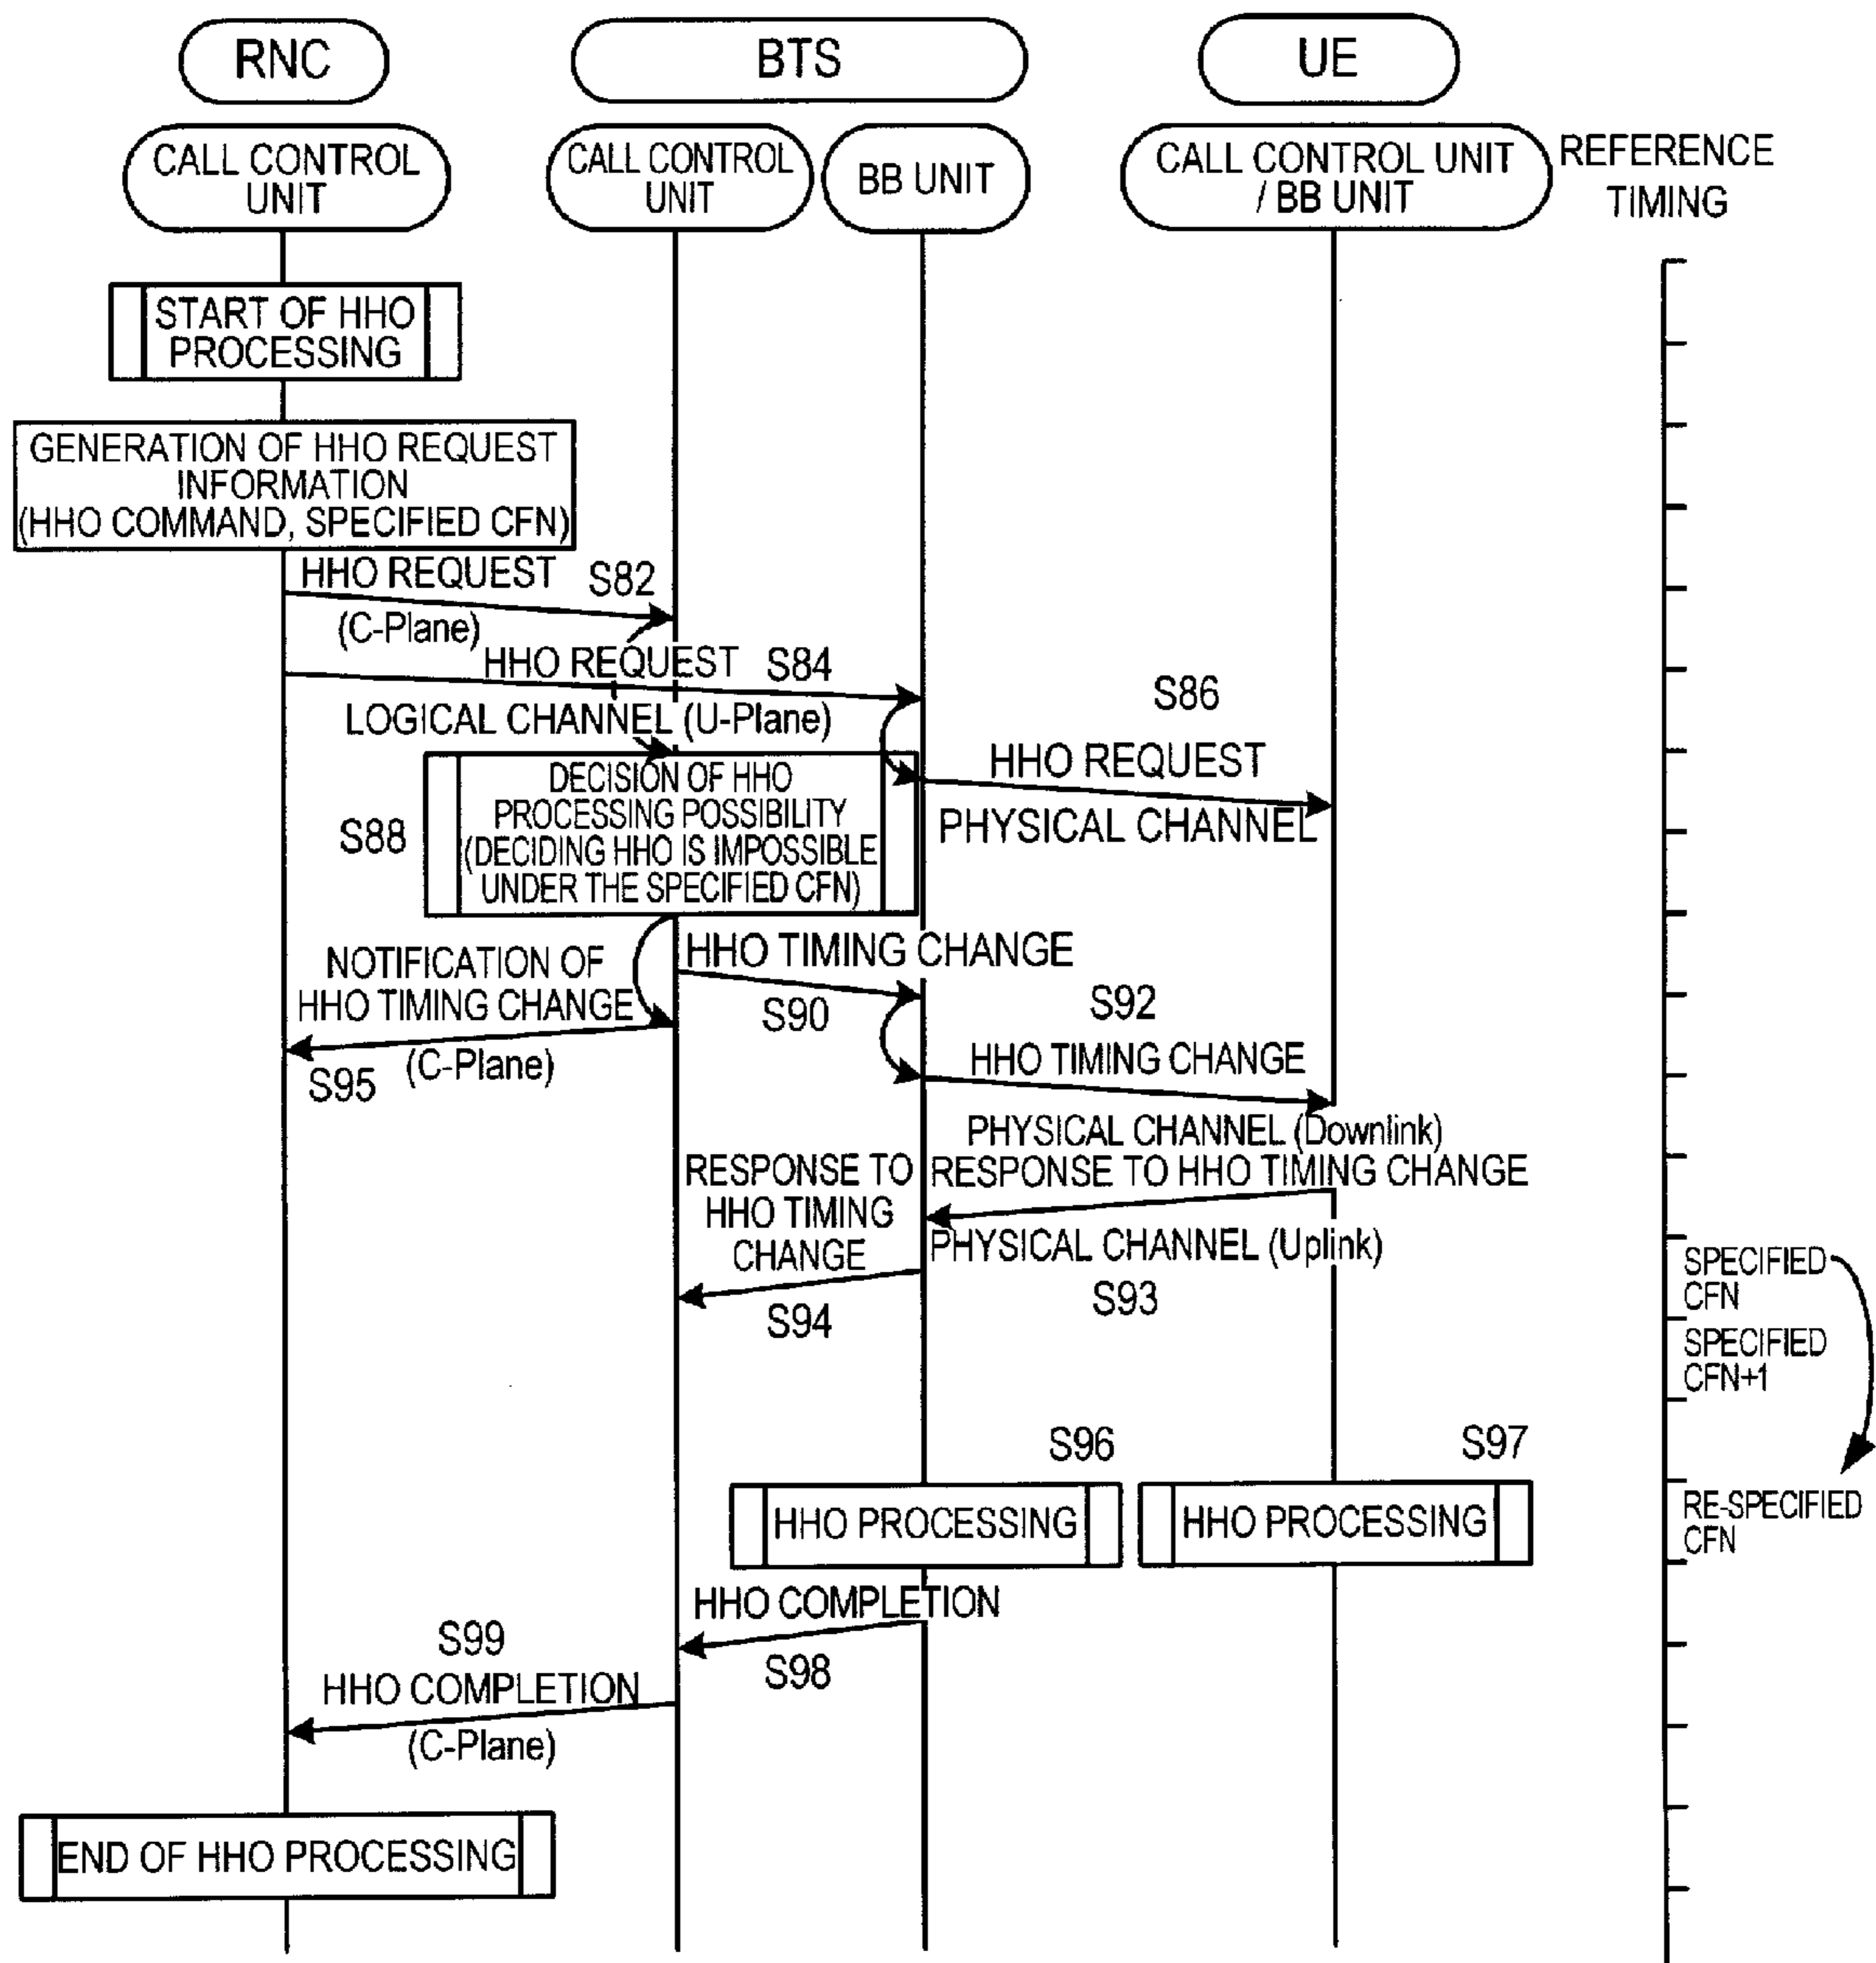 RNC
BTS
UE
CALL CONTROL
UNIT
CALL CONTROL
UNIT
BB UNIT
CALL CONTROL UNIT
/ BB UNIT
REFERENCE
TIMING
START OF HHO
PROCESSING
GENERATION OF HHO REQUEST
INFORMATION
(HHO COMMAND, SPECIFIED CFN)
HHO REQUEST
S82
(C-Plane)
HHO REQUEST
S84
LOGICAL CHANNEL (U-Plane)
S86
HHO REQUEST
PHYSICAL CHANNEL
S88
DECISION OF HHO
PROCESSING POSSIBILITY
(DECIDING HHO IS IMPOSSIBLE
UNDER THE SPECIFIED CFN)
HHO TIMING CHANGE
S90
NOTIFICATION OF
HHO TIMING CHANGE
(C-Plane)
S95
S92
HHO TIMING CHANGE
PHYSICAL CHANNEL (Downlink)
RESPONSE TO HHO TIMING CHANGE
PHYSICAL CHANNEL (Uplink)
S93
RESPONSE TO
HHO TIMING
CHANGE
S94
SPECIFIED
CFN
SPECIFIED
CFN+1
S96
S97
HHO PROCESSING
HHO PROCESSING
RE-SPECIFIED
CFN
HHO COMPLETION
S98
S99
HHO COMPLETION
(C-Plane)
END OF HHO PROCESSING